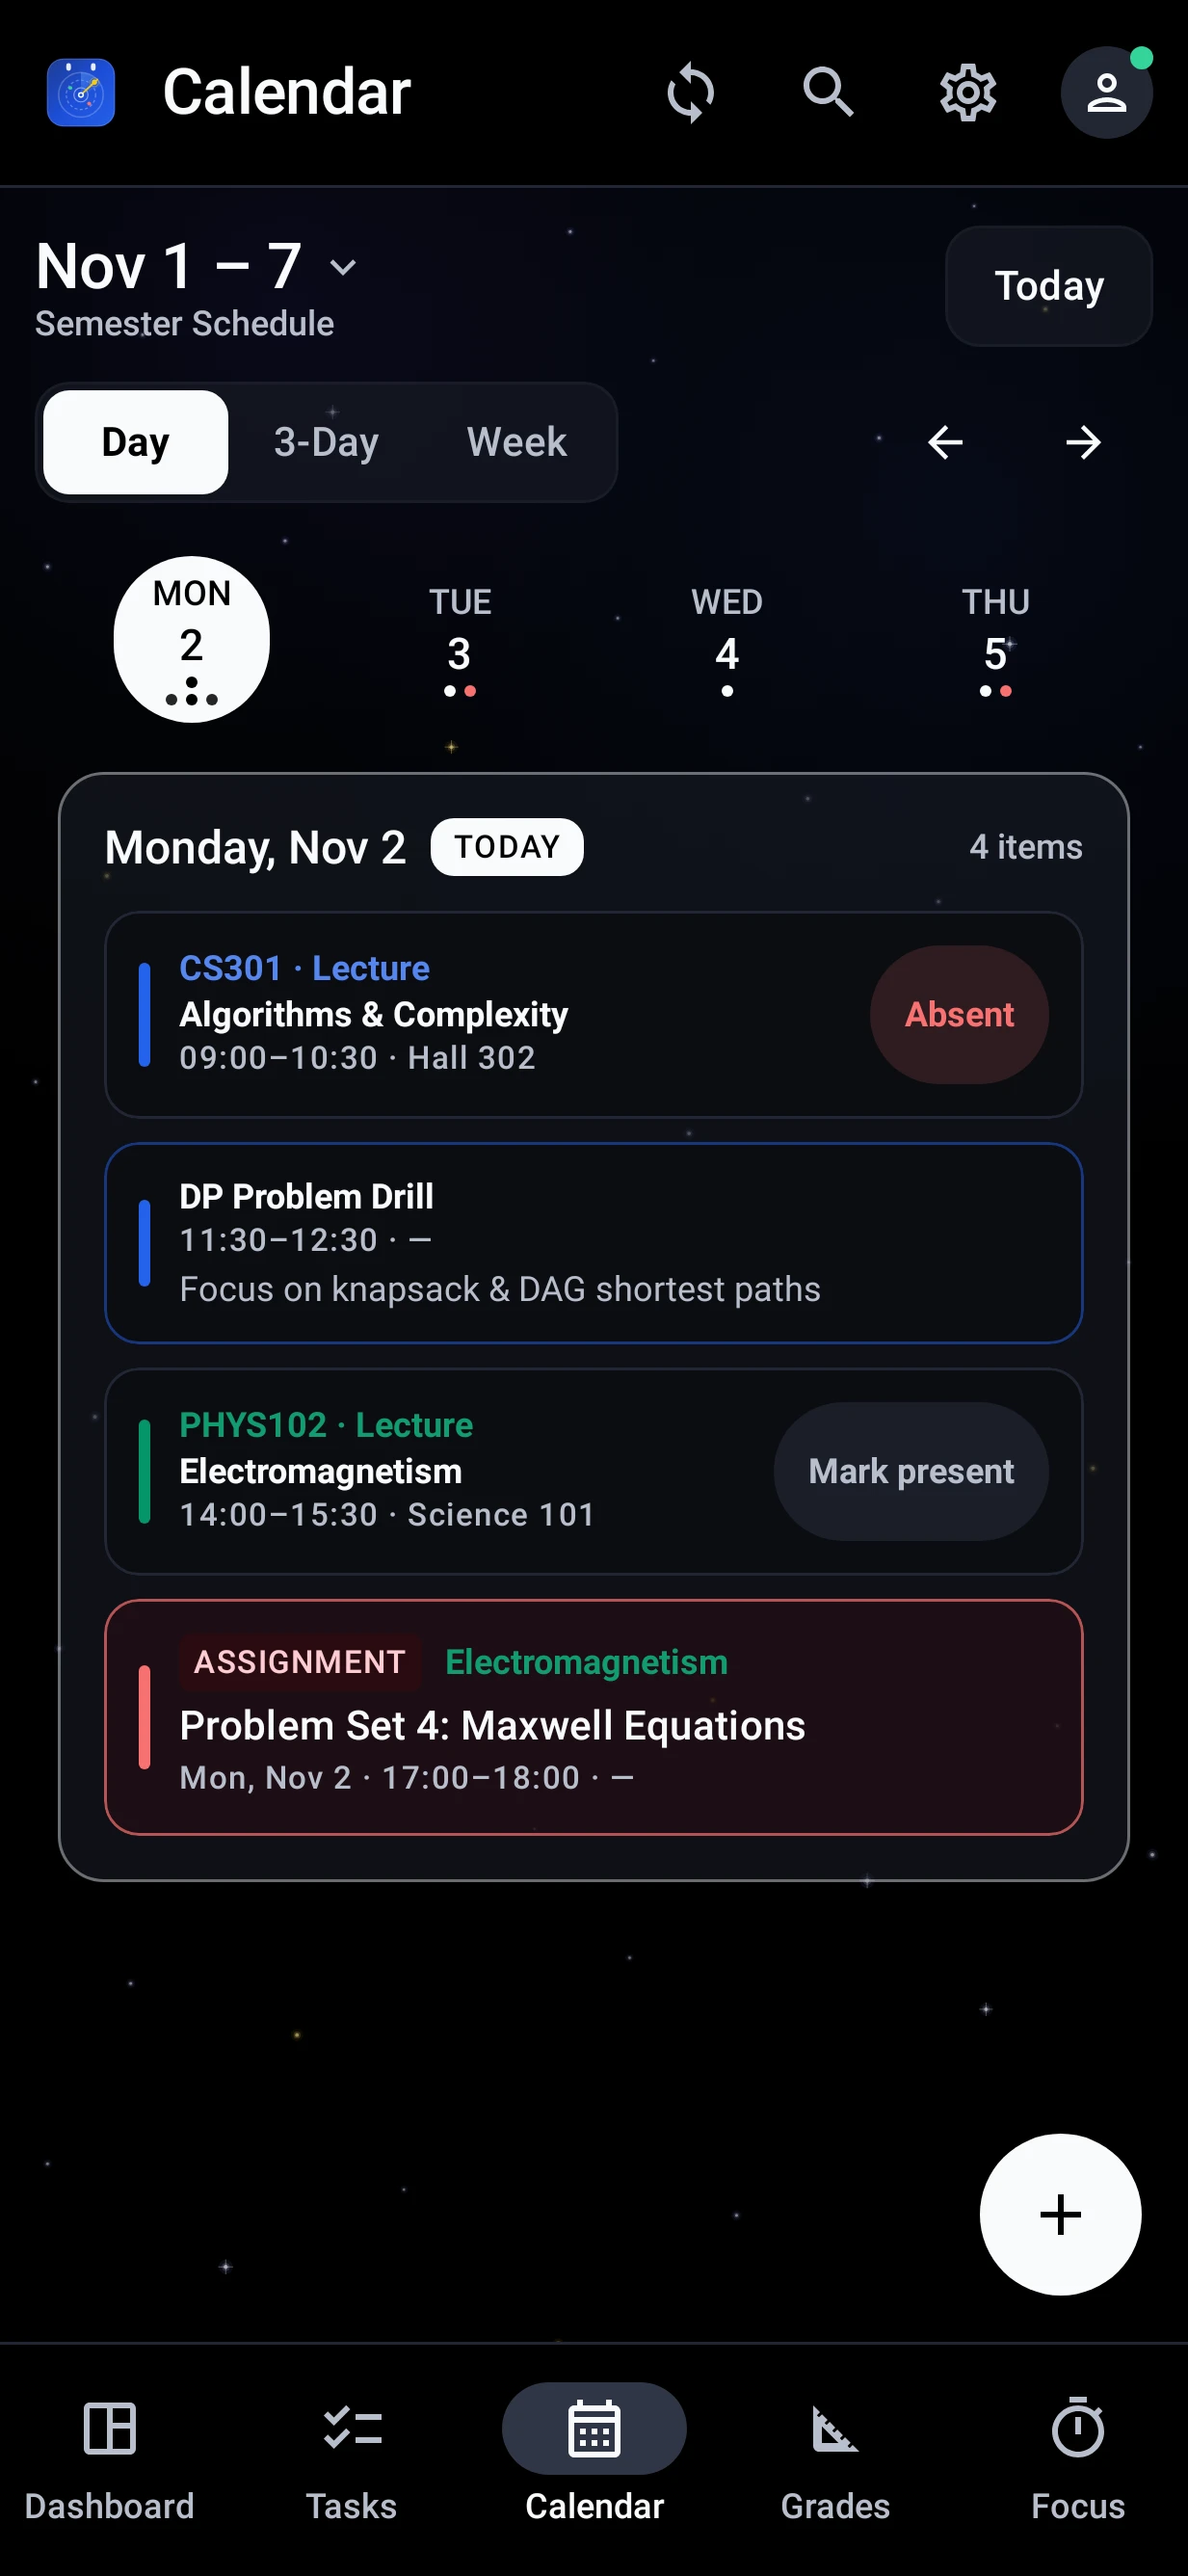 Calendar
Nov 1 – 7
Semester Schedule
Today
Day
3-Day
Week
MON
2
TUE
3
WED
4
THU
5
Monday, Nov 2
TODAY
4 items
CS301 · Lecture
Algorithms & Complexity
09:00–10:30 · Hall 302
Absent
DP Problem Drill
11:30–12:30 · —
Focus on knapsack & DAG shortest paths
PHYS102 · Lecture
Electromagnetism
14:00–15:30 · Science 101
Mark present
ASSIGNMENT
Electromagnetism
Problem Set 4: Maxwell Equations
Mon, Nov 2 · 17:00–18:00 · —
Dashboard
Tasks
Calendar
Grades
Focus